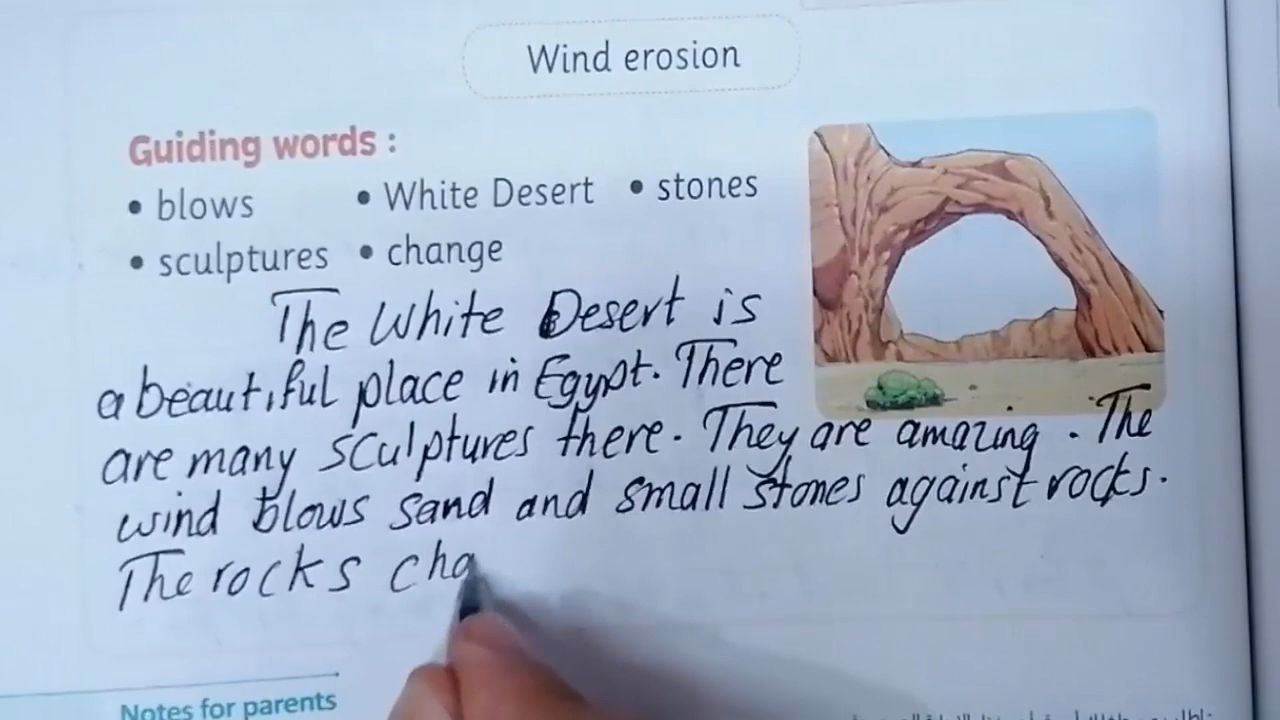 Wind erosion
Guiding words :
• blows • White Desert • stones
• sculptures • change
The White Desert is
a beautiful place in Egypt. There
are many sculptures there. They are amazing. The
wind blows sand and small stones against rocks.
The rocks cha
Notes for parents